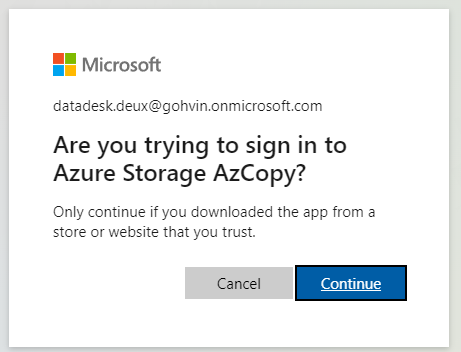 Microsoft
datadesk.deux@gohvin.onmicrosoft.com
Are you trying to sign in to
Azure Storage AzCopy?
Only continue if you downloaded the app from a
store or website that you trust.
Cancel Continue